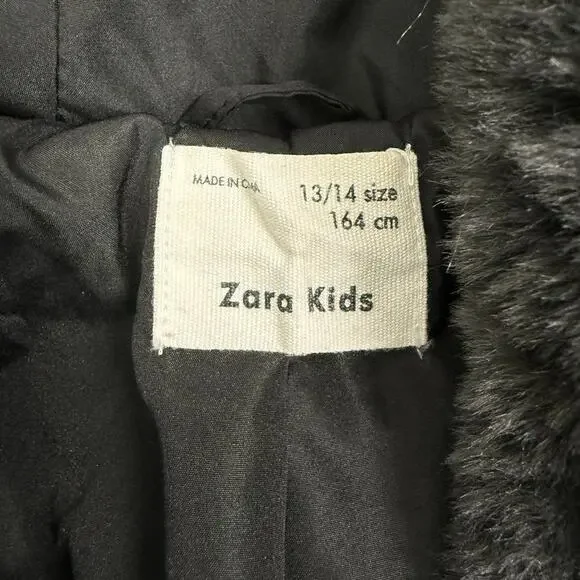 MADE IN
13/14 size
164 cm
Zara Kids